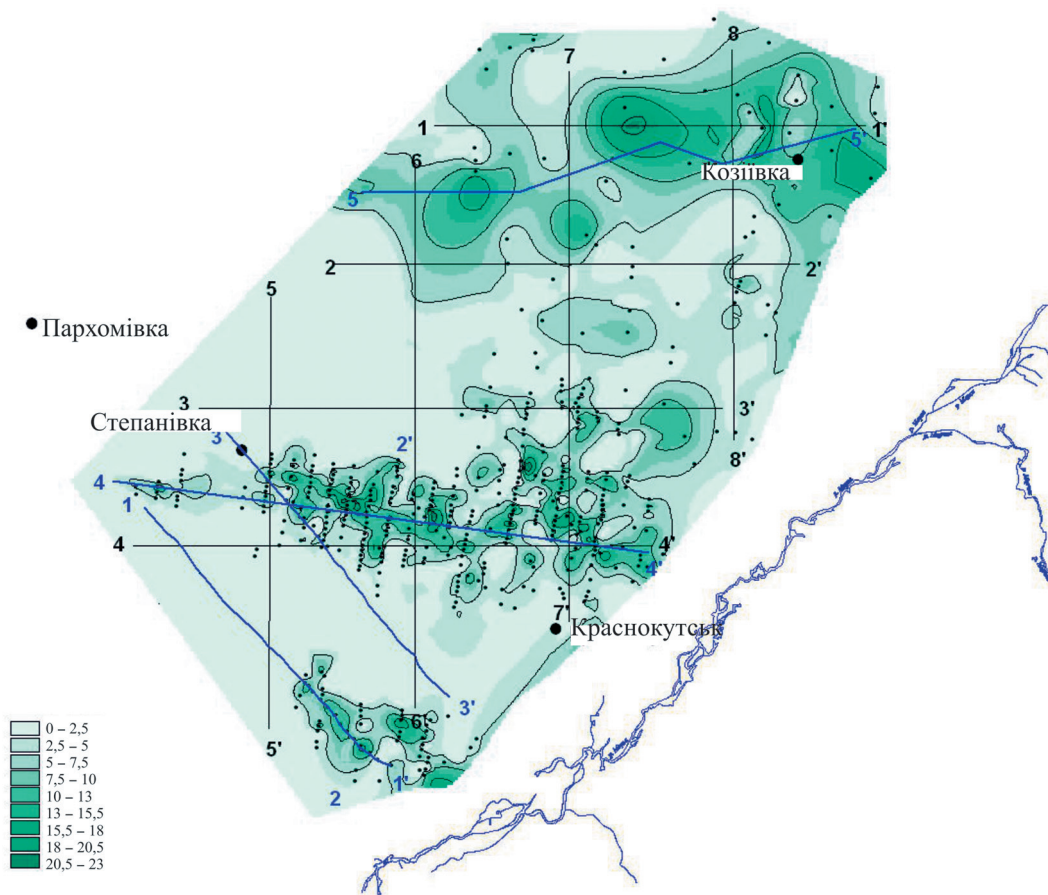 8
7
1
1'
6
5'
Козіївка
5
2
2'
5
Пархомівка
3
3'
Степанівка
3
2'
8'
4
1
4
4'
4'
7'
Краснокутськ
3'
6'
5'
1'
2
0 – 2,5
2,5 – 5
5 – 7,5
7,5 – 10
10 – 13
13 – 15,5
15,5 – 18
18 – 20,5
20,5 – 23